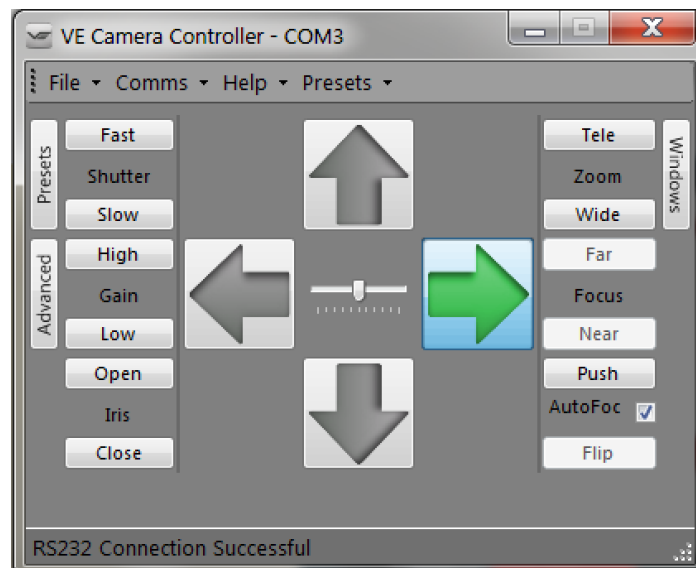 VE Camera Controller - COM3
File Comms Help Presets
Presets
Advanced
Fast
Shutter
Slow
High
Gain
Low
Open
Iris
Close
Tele
Zoom
Wide
Far
Focus
Near
Push
AutoFoc
Flip
Windows
RS232 Connection Successful